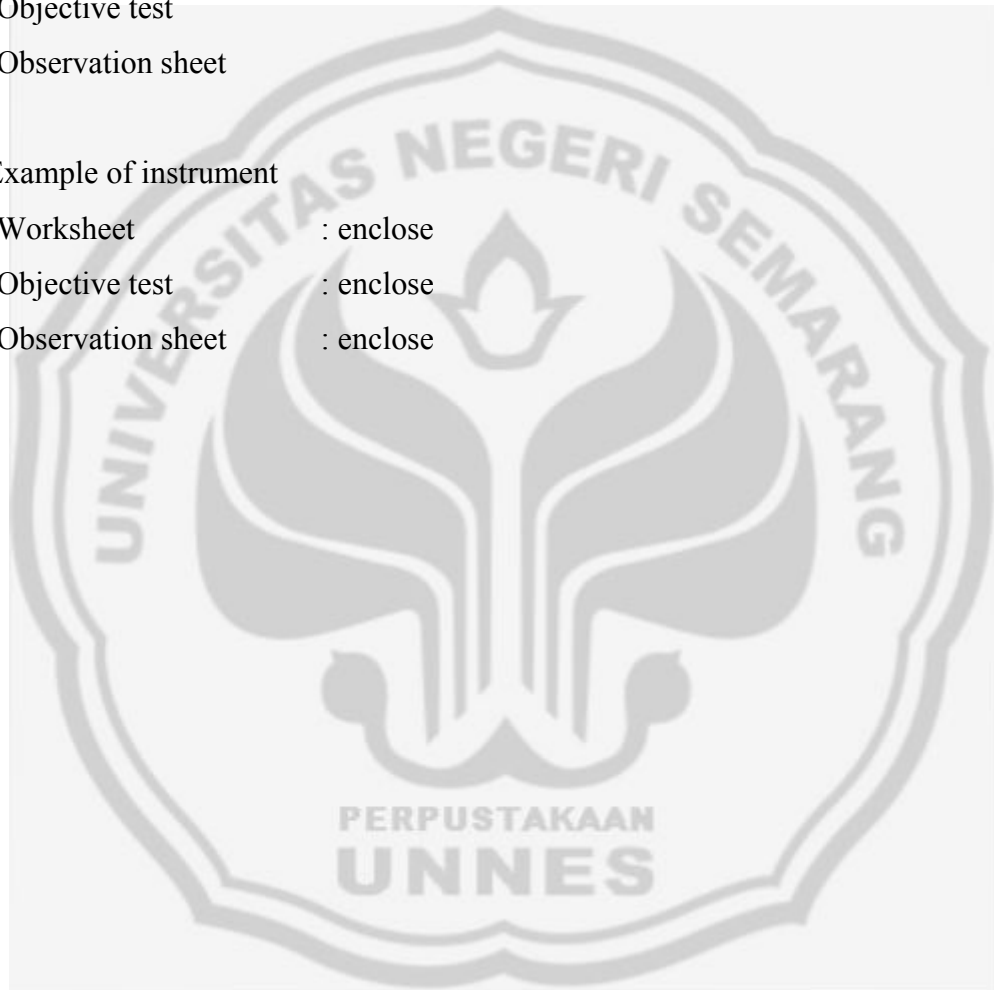 Objective test
Observation sheet
Example of instrument
Worksheet : enclose
Objective test : enclose
Observation sheet : enclose
UNIVERSITAS NEGERI SEMARANG
PERPUSTAKAAN
UNNES